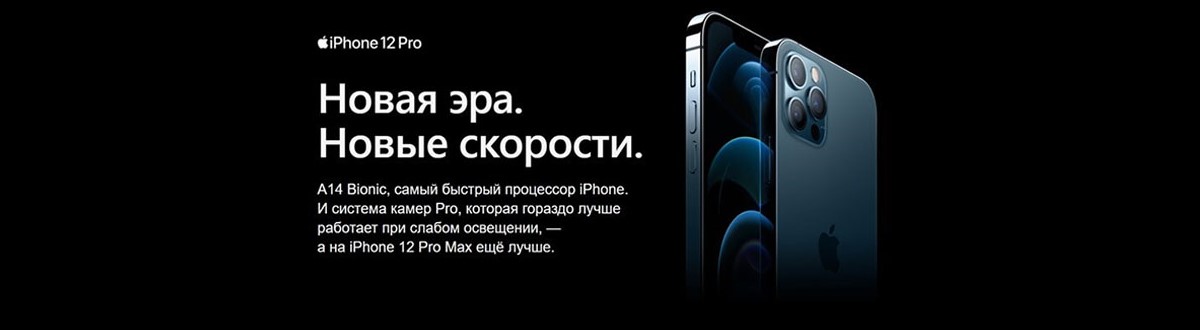 iPhone 12 Pro
Новая эра.
Новые скорости.
A14 Bionic, самый быстрый процессор iPhone.
И система камер Pro, которая гораздо лучше
работает при слабом освещении, —
а на iPhone 12 Pro Max ещё лучше.